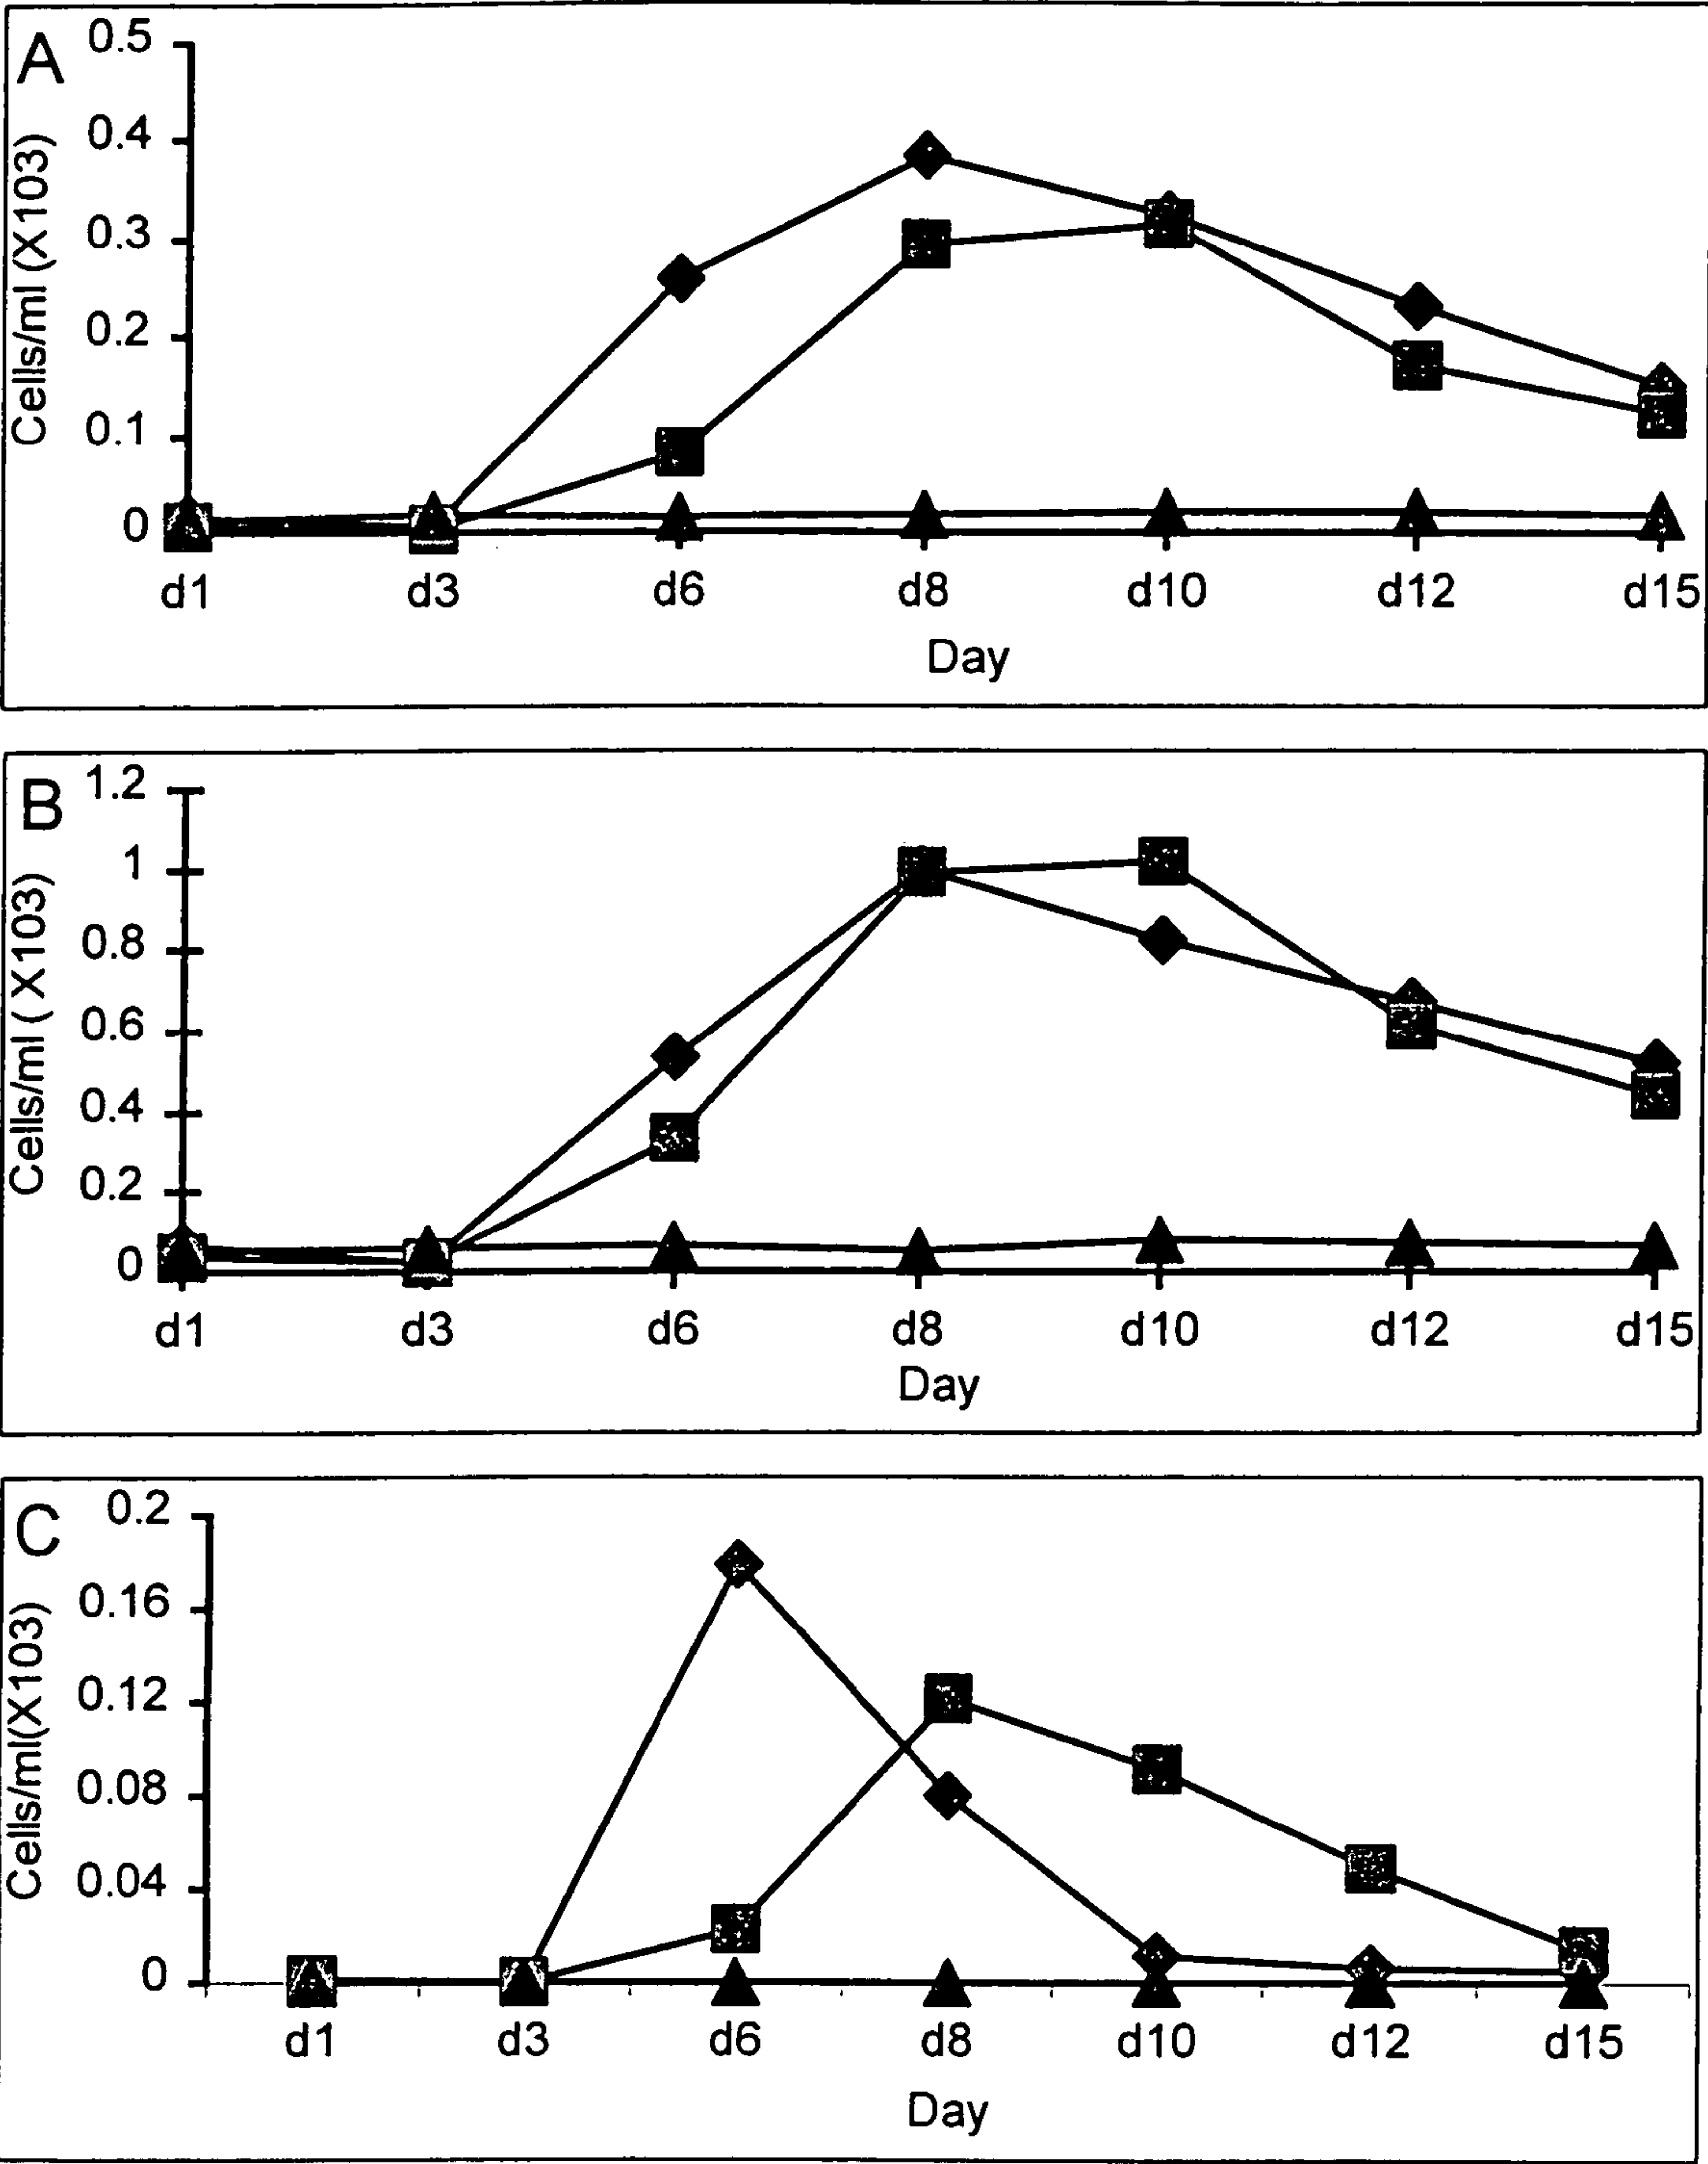 A
0.5
0.4
0.3
0.2
0.1
0
Cells/ml (X103)
d1 d3 d6 d8 d10 d12 d15
Day
B
1.2
1
0.8
0.6
0.4
0.2
0
Cells/ml ( X103)
d1 d3 d6 d8 d10 d12 d15
Day
C
0.2
0.16
0.12
0.08
0.04
0
Cells/ml(X103)
d1 d3 d6 d8 d10 d12 d15
Day